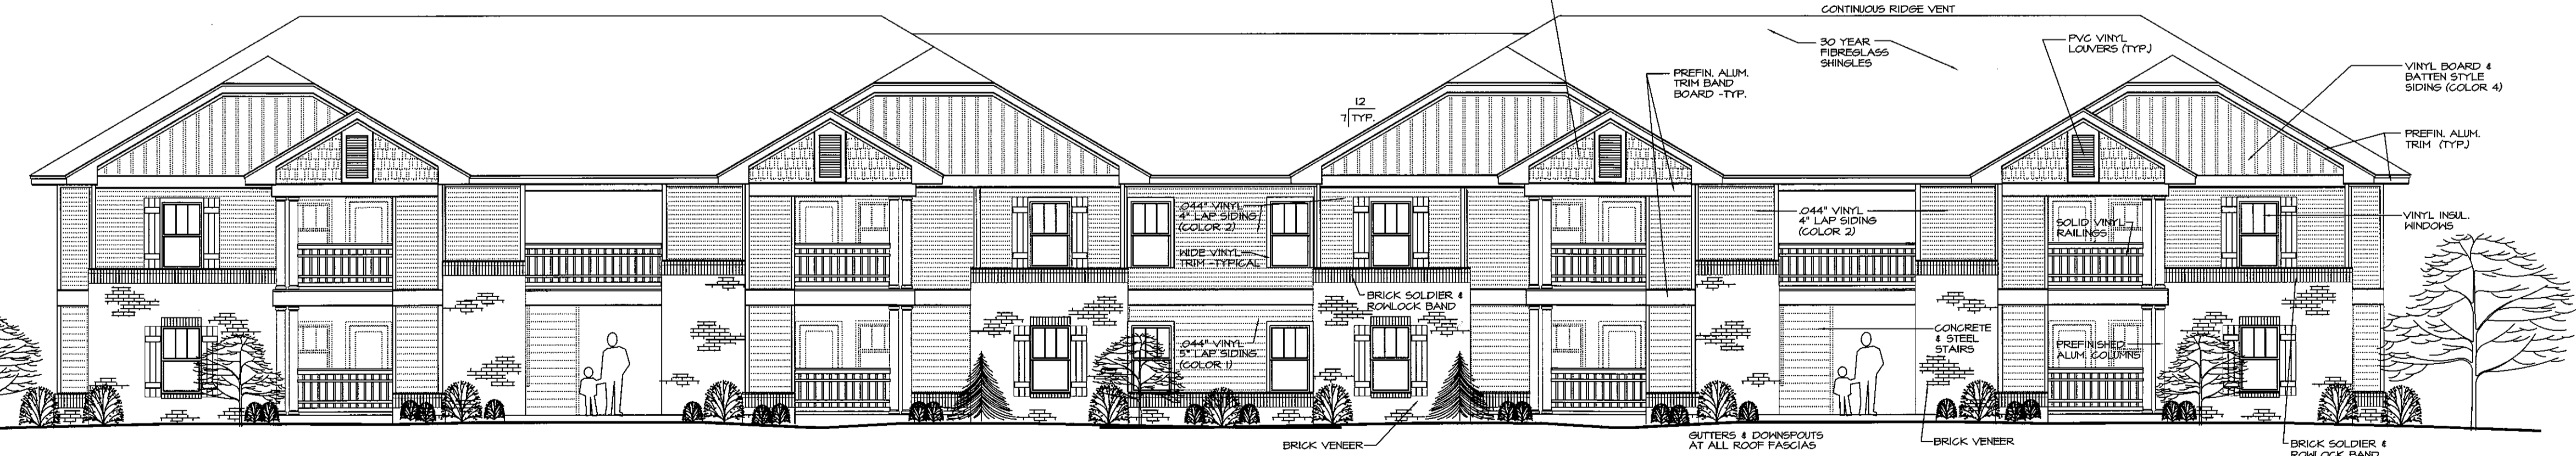 CONTINUOUS RIDGE VENT
30 YEAR
FIBREGLASS
SHINGLES
PVC VINYL
LOUVERS (TYP.)
VINYL BOARD &
BATTEN STYLE
SIDING (COLOR 4)
PREFIN. ALUM.
TRIM BAND
BOARD -TYP.
12
7 TYP.
PREFIN. ALUM.
TRIM (TYP.)
.044" VINYL
4" LAP SIDING
(COLOR 2)
WIDE VINYL
TRIM -TYPICAL
.044" VINYL
4" LAP SIDING
(COLOR 2)
SOLID VINYL
RAILINGS
VINYL INSUL.
WINDOWS
BRICK SOLDIER &
ROWLOCK BAND
.044" VINYL
5" LAP SIDING
(COLOR 1)
CONCRETE
& STEEL
STAIRS
PREFINISHED
ALUM. COLUMNS
BRICK VENEER
GUTTERS & DOWNSPOUTS
AT ALL ROOF FASCIAS
BRICK VENEER
BRICK SOLDIER &
ROWLOCK BAND